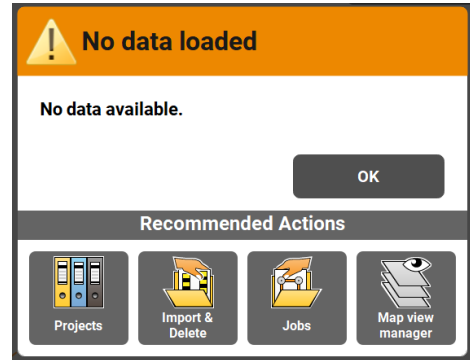 No data loaded
No data available.
OK
Recommended Actions
Projects
Import &
Delete
Jobs
Map view
manager